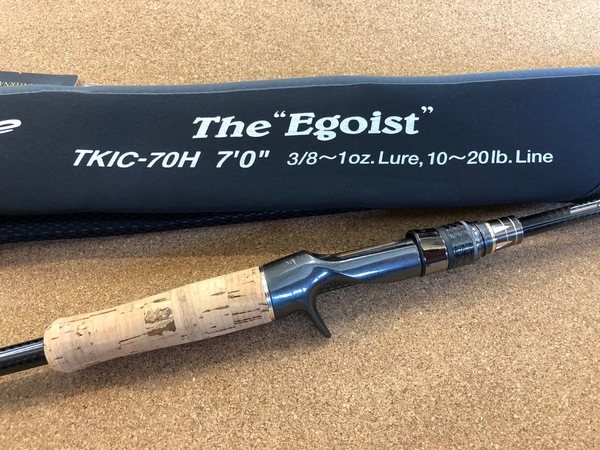 The "Egoist"
TKIC-70H 7'0" 3/8～1oz. Lure, 10～20lb. Line